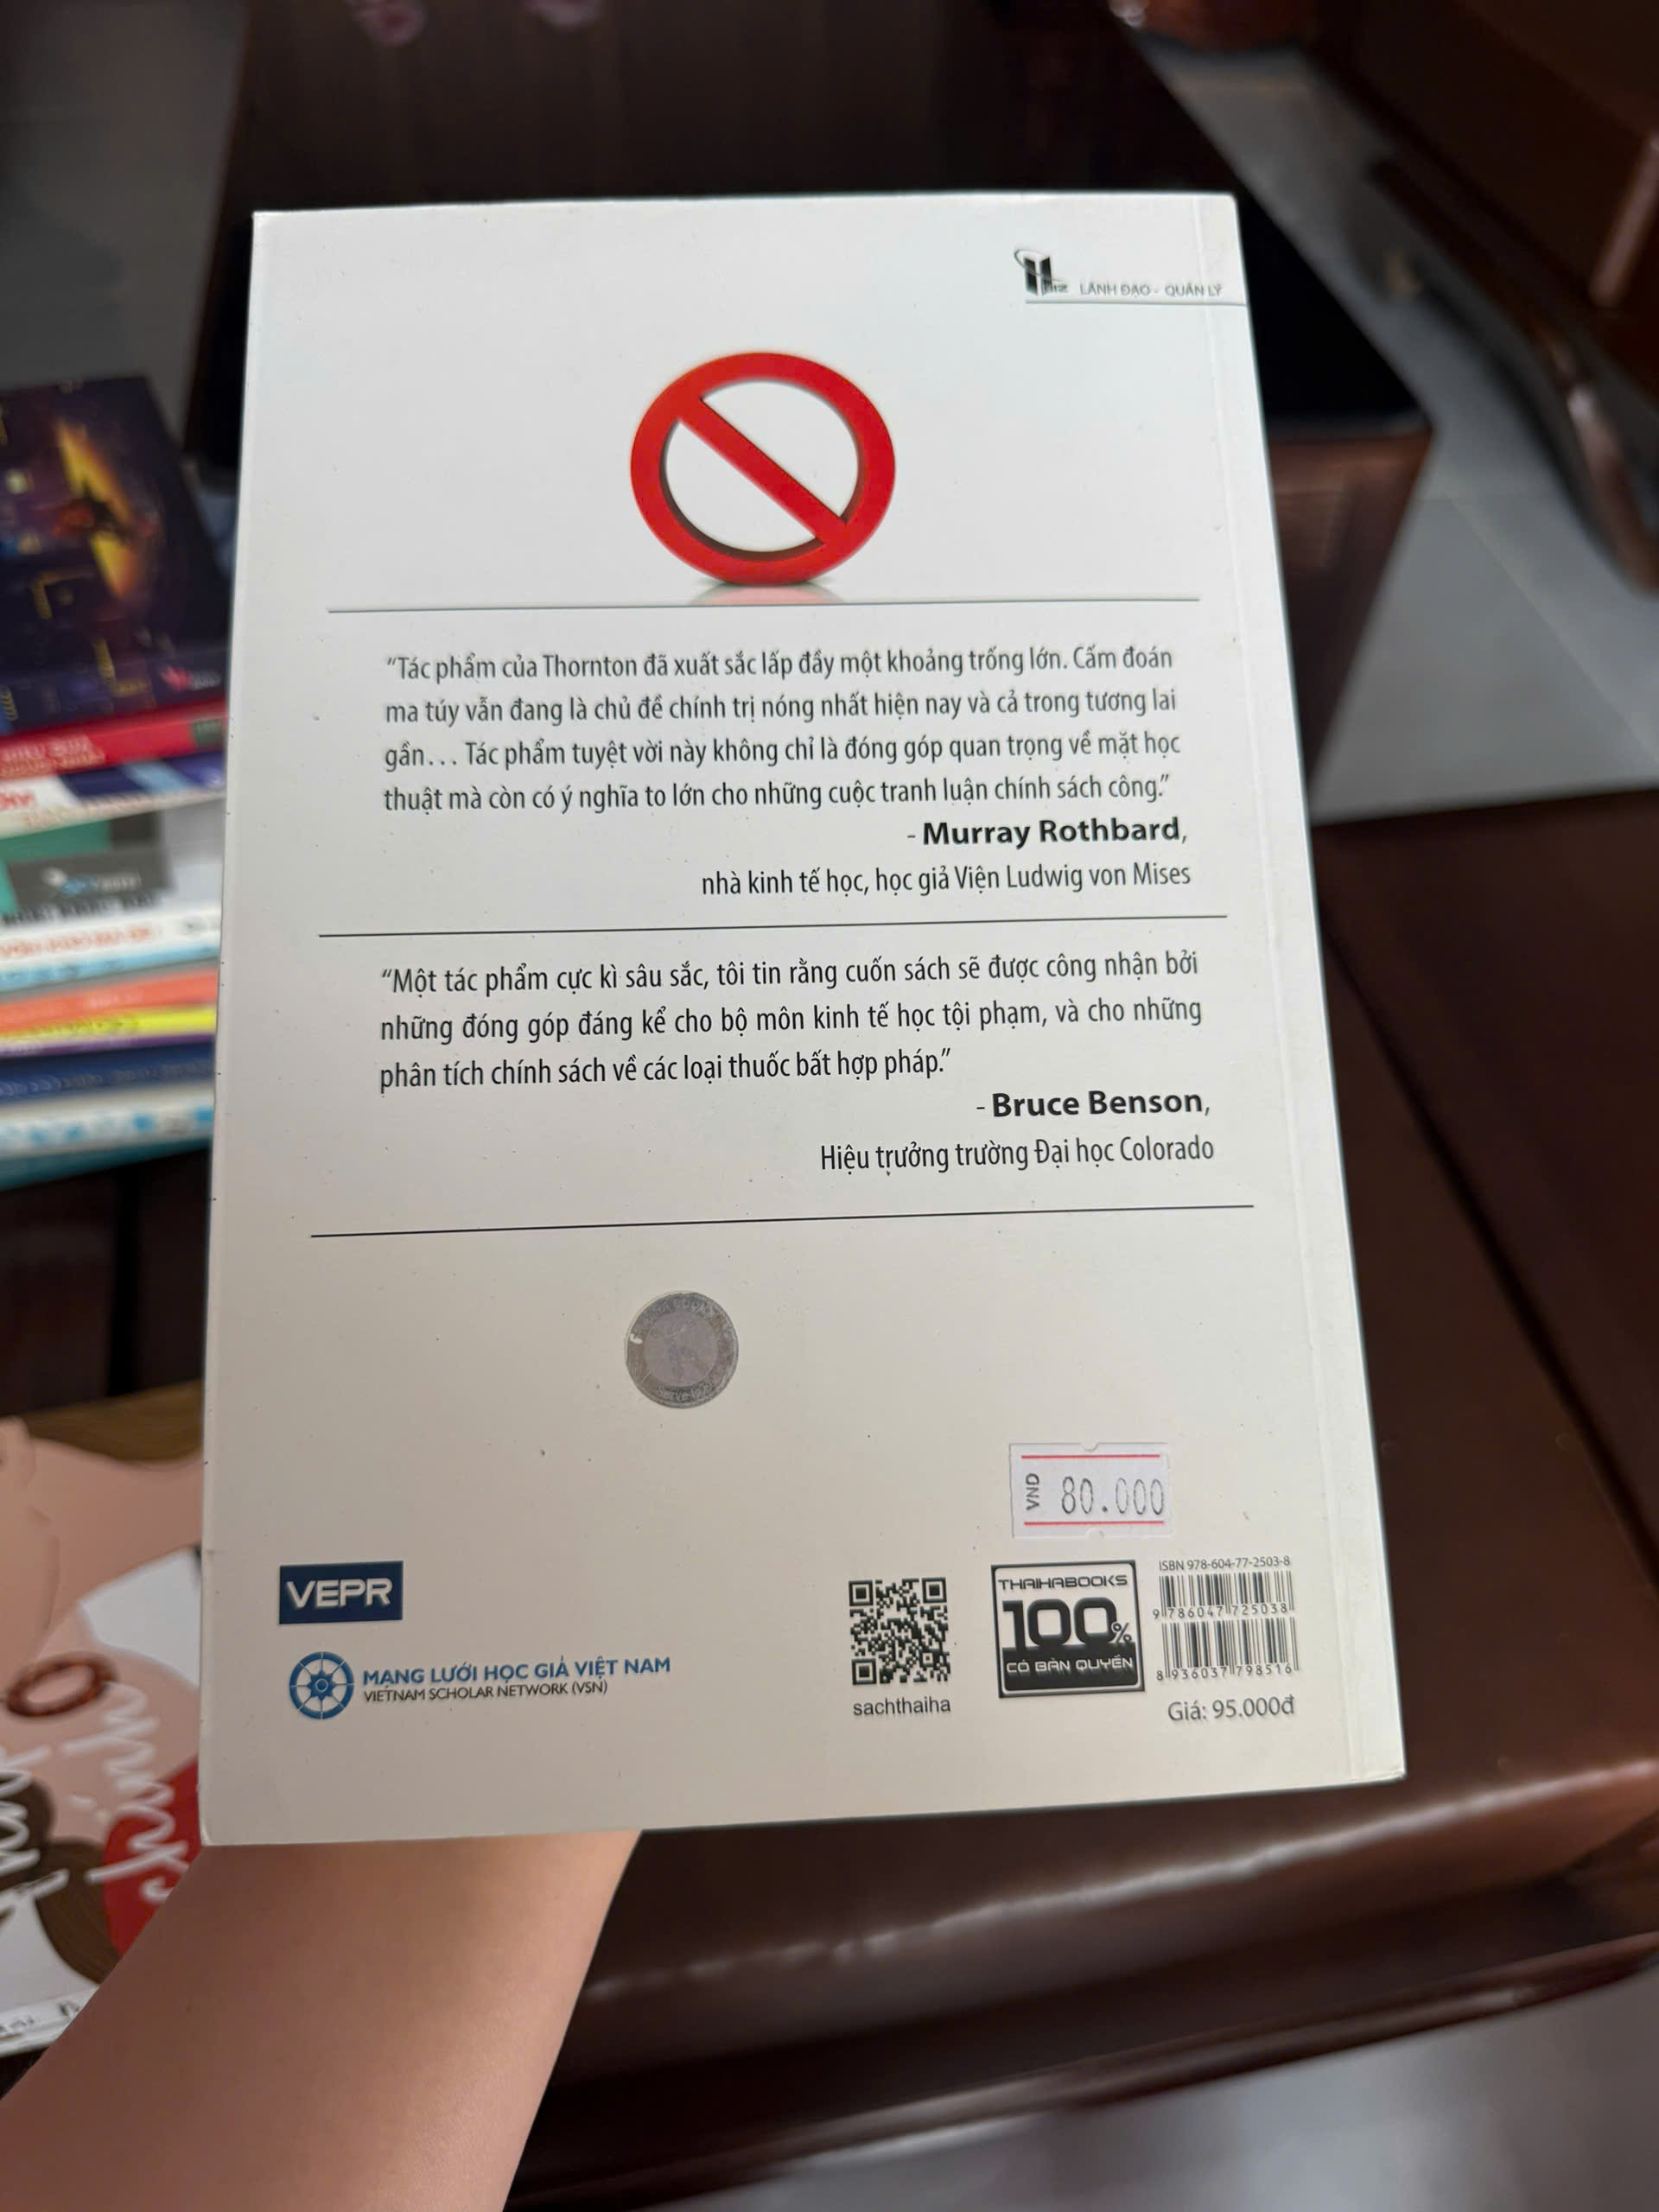 LÃNH ĐẠO - QUẢN LÝ
“Tác phẩm của Thornton đã xuất sắc lấp đầy một khoảng trống lớn. Cấm đoán
ma túy vẫn đang là chủ đề chính trị nóng nhất hiện nay và cả trong tương lai
gần... Tác phẩm tuyệt vời này không chỉ là đóng góp quan trọng về mặt học
thuật mà còn có ý nghĩa to lớn cho những cuộc tranh luận chính sách công.”
- Murray Rothbard,
nhà kinh tế học, học giả Viện Ludwig von Mises
“Một tác phẩm cực kì sâu sắc, tôi tin rằng cuốn sách sẽ được công nhận bởi
những đóng góp đáng kể cho bộ môn kinh tế học tội phạm, và cho những
phân tích chính sách về các loại thuốc bất hợp pháp.”
- Bruce Benson,
Hiệu trưởng trường Đại học Colorado
VND 80.000
VEPR
MẠNG LƯỚI HỌC GIẢ VIỆT NAM
VIETNAM SCHOLAR NETWORK (VSN)
sachthaiha
THAIHABOOKS
100%
CÓ BẢN QUYỀN
ISBN 978-604-77-2503-8
9 786047 725038
8 936037 798516
Giá: 95.000đ